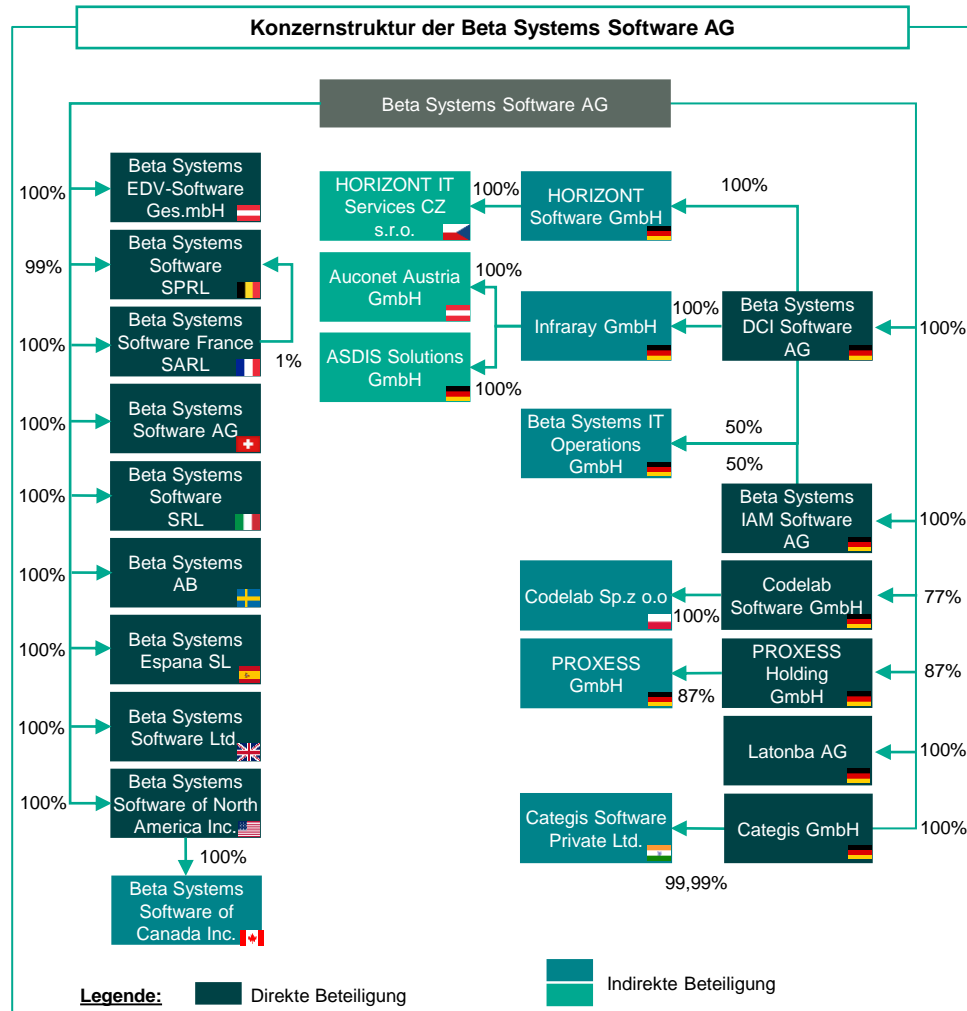 Konzernstruktur der Beta Systems Software AG
Beta Systems Software AG
100%
Beta Systems
EDV-Software
Ges.mbH
99%
Beta Systems
Software
SPRL
100%
Beta Systems
Software France
SARL
1%
100%
Beta Systems
Software AG
100%
Beta Systems
Software
SRL
100%
Beta Systems
AB
100%
Beta Systems
Espana SL
100%
Beta Systems
Software Ltd.
100%
Beta Systems
Software of North
America Inc.
100%
Beta Systems
Software of
Canada Inc.
HORIZONT IT
Services CZ
s.r.o.
100%
HORIZONT
Software GmbH
100%
Auconet Austria
GmbH
100%
ASDIS Solutions
GmbH
100%
Infraray GmbH
100%
Beta Systems
DCI Software
AG
100%
Beta Systems IT
Operations
GmbH
50%
50%
Beta Systems
IAM Software
AG
100%
Codelab Sp.z o.o
100%
Codelab
Software GmbH
77%
PROXESS
GmbH
87%
PROXESS
Holding
GmbH
87%
Latonba AG
100%
Categis Software
Private Ltd.
99,99%
Categis GmbH
100%
Legende:
Direkte Beteiligung
Indirekte Beteiligung